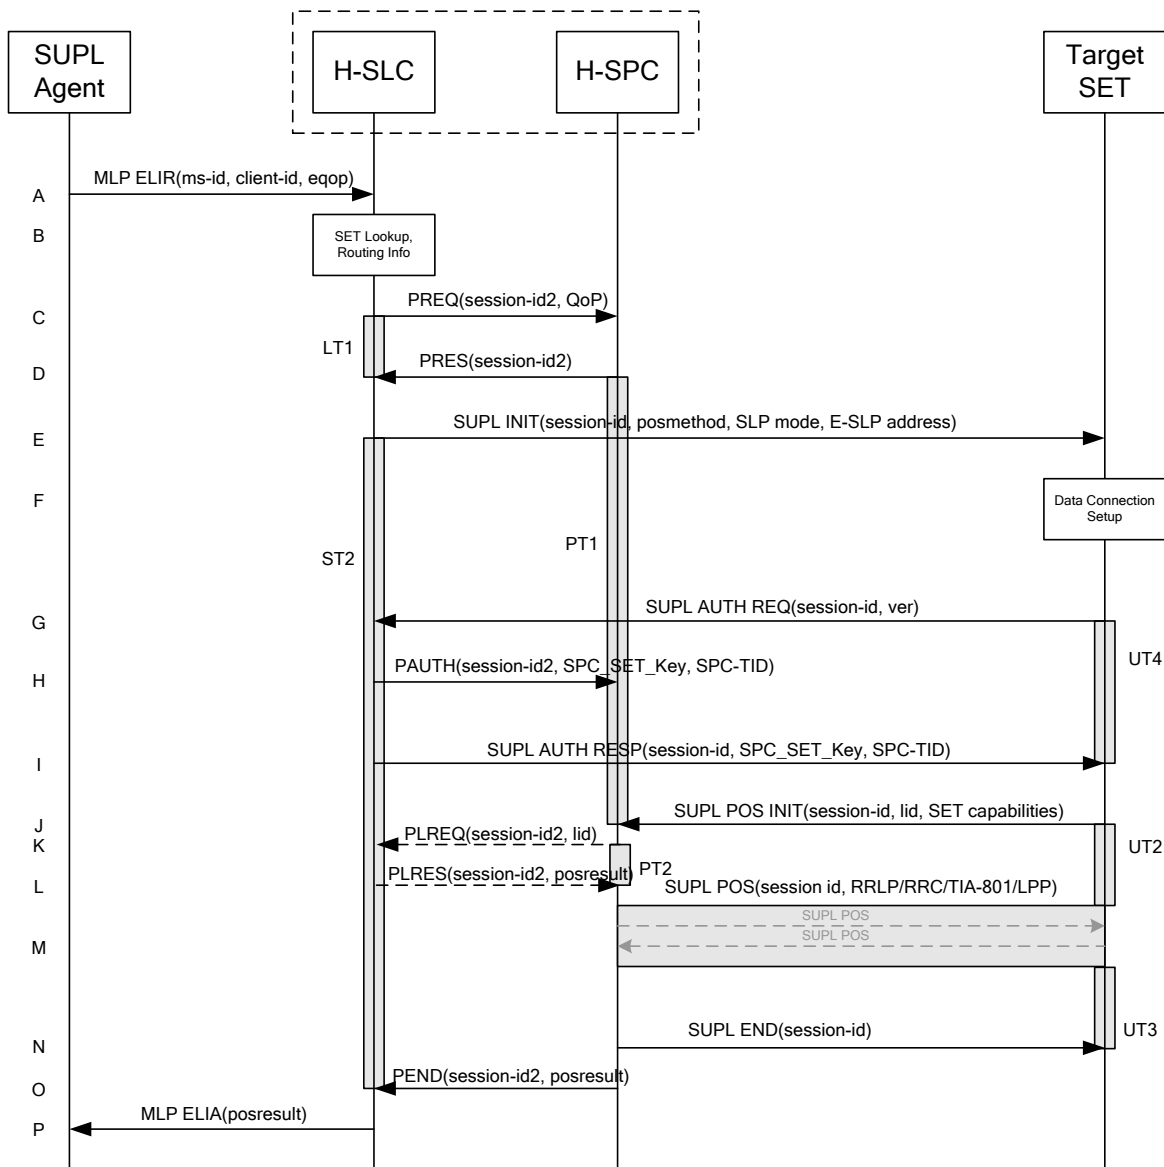 SUPL
Agent
H-SLC
H-SPC
Target
SET
A
MLP ELIR(ms-id, client-id, eqop)
B
SET Lookup,
Routing Info
C
PREQ(session-id2, QoP)
LT1
D
PRES(session-id2)
E
SUPL INIT(session-id, posmethod, SLP mode, E-SLP address)
F
Data Connection
Setup
ST2
PT1
G
SUPL AUTH REQ(session-id, ver)
UT4
H
PAUTH(session-id2, SPC_SET_Key, SPC-TID)
I
SUPL AUTH RESP(session-id, SPC_SET_Key, SPC-TID)
J
SUPL POS INIT(session-id, lid, SET capabilities)
K
PLREQ(session-id2, lid)
UT2
L
PLRES(session-id2, posresult)
PT2
SUPL POS(session id, RRLP/RRC/TIA-801/LPP)
SUPL POS
M
SUPL POS
N
SUPL END(session-id)
UT3
O
PEND(session-id2, posresult)
P
MLP ELIA(posresult)